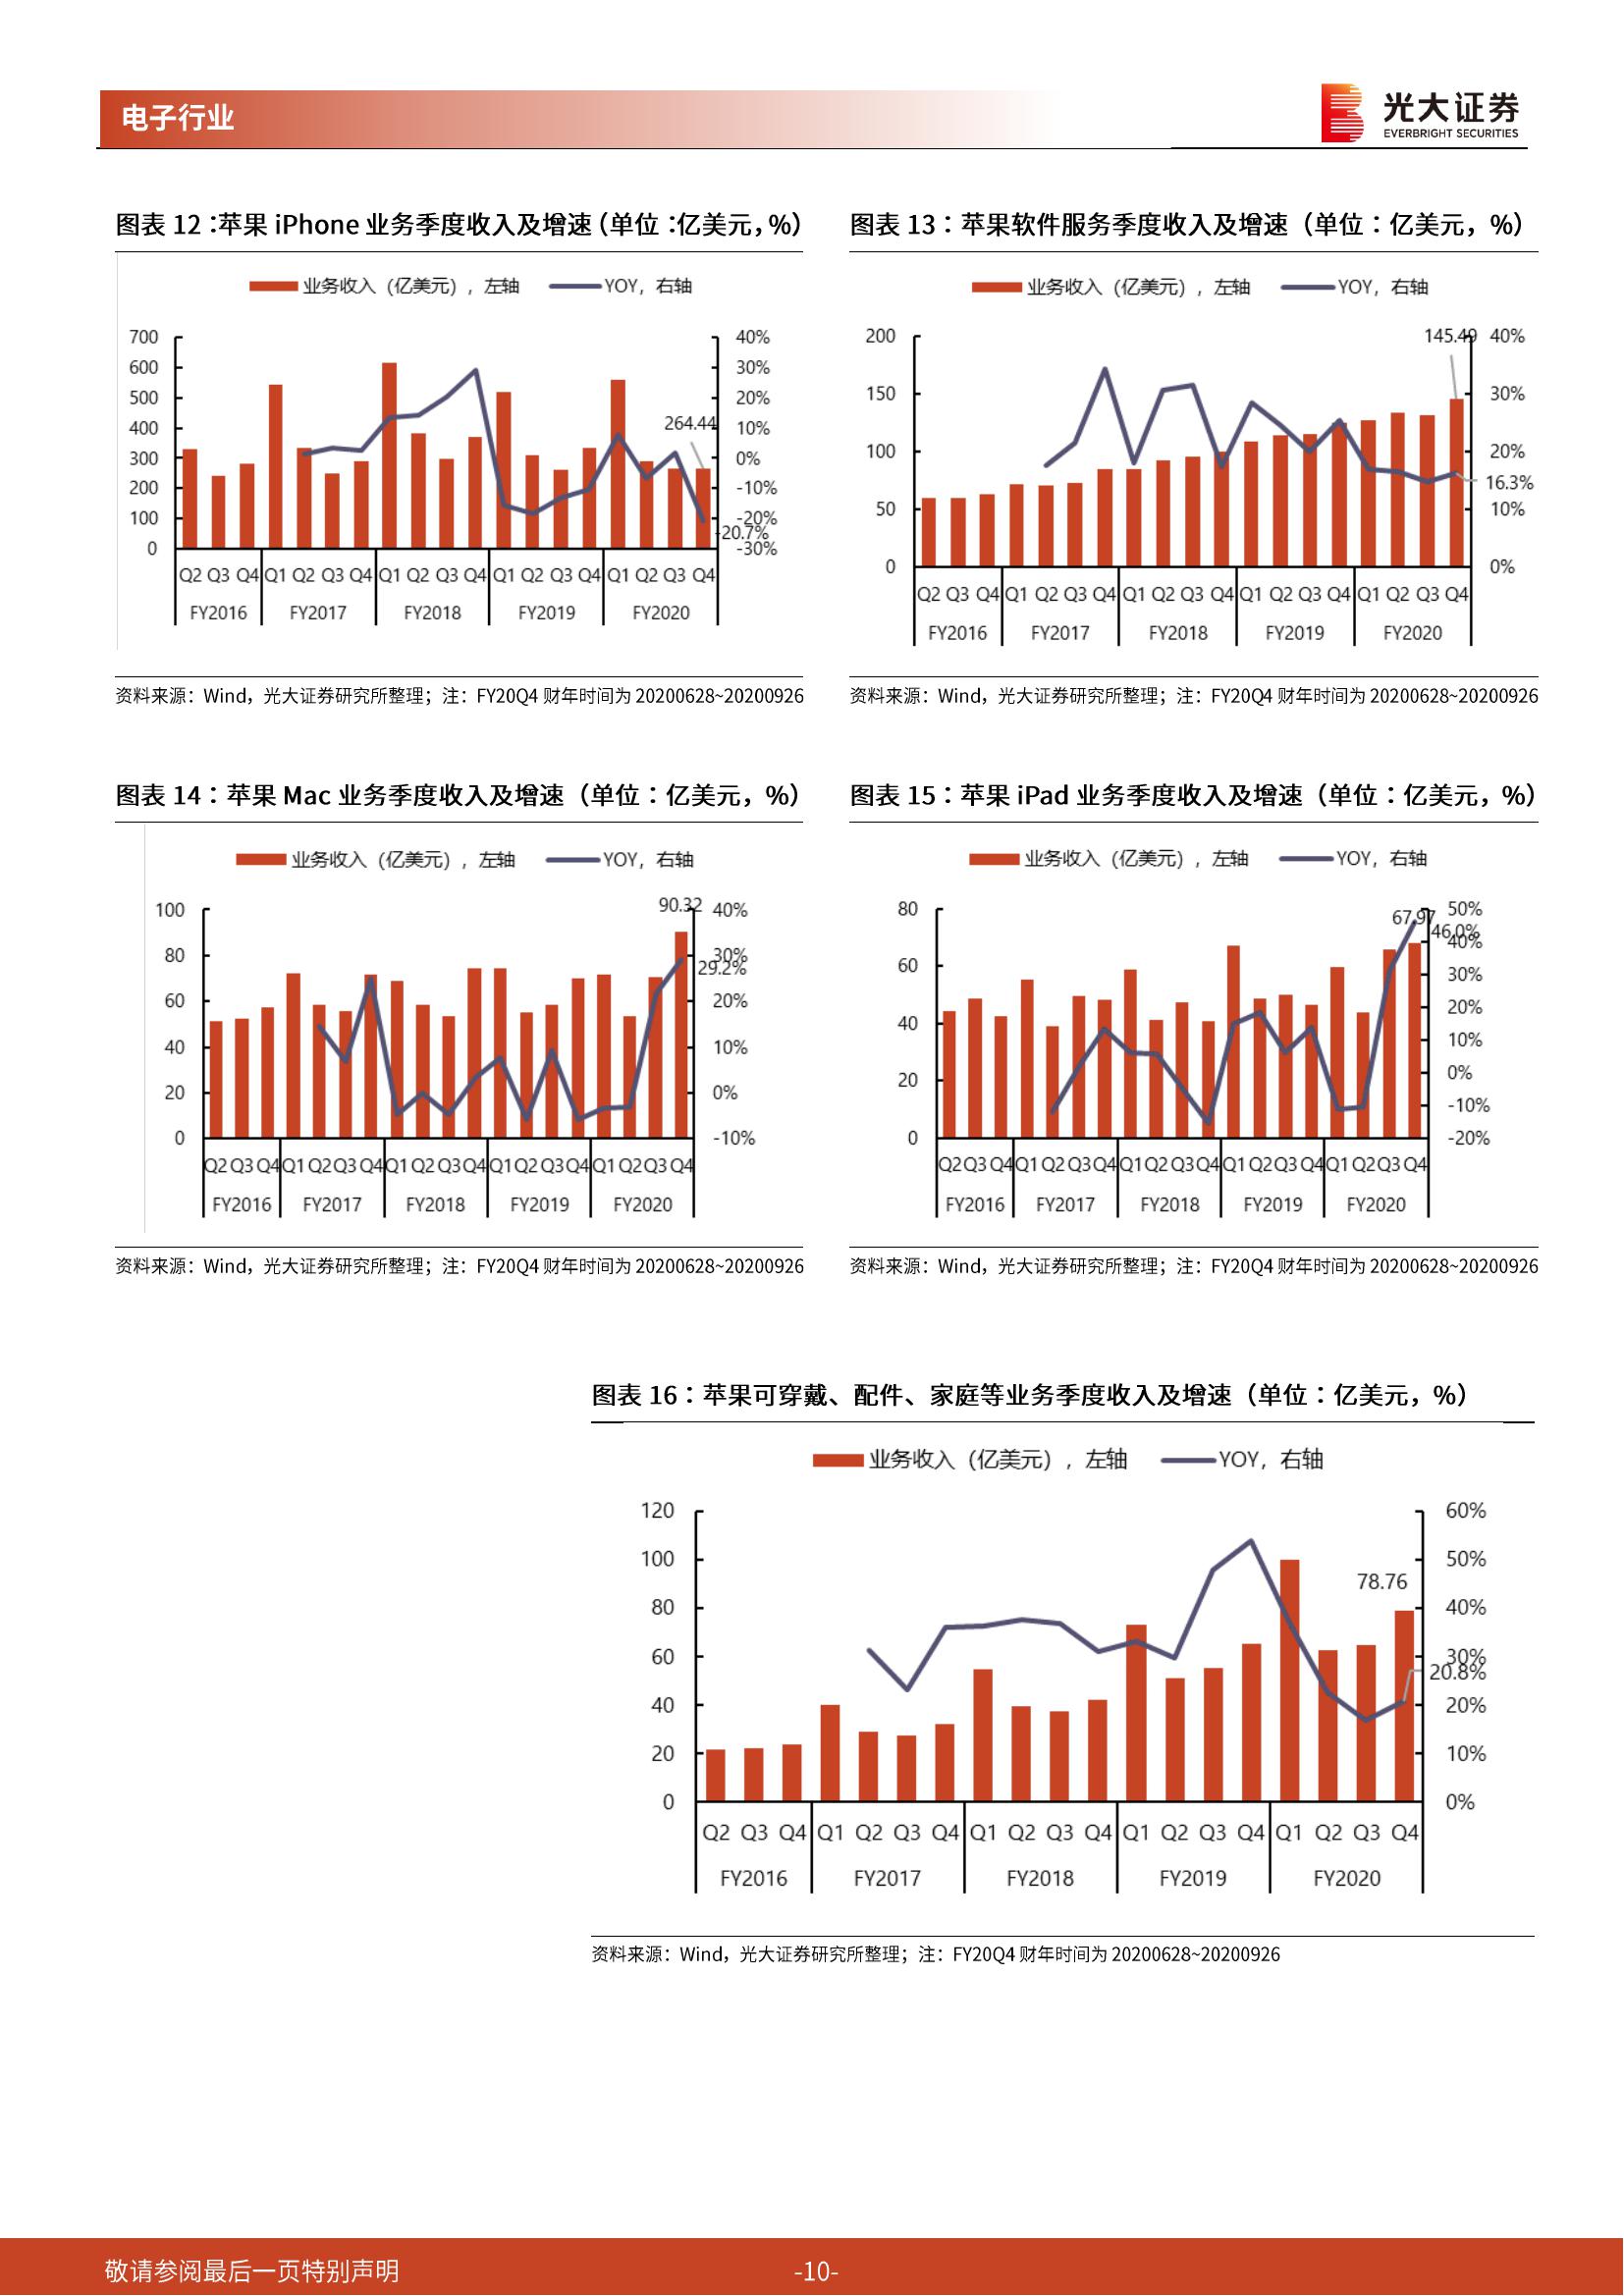 电子行业
光大证券
EVERBRIGHT SECURITIES
图表 12：苹果 iPhone 业务季度收入及增速（单位：亿美元，%）
业务收入（亿美元），左轴 YOY，右轴
700
600
500
400
300
200
100
0
40%
30%
20%
10%
0%
-10%
-20%
-30%
264.44
-20.7%
Q2 Q3 Q4 Q1 Q2 Q3 Q4 Q1 Q2 Q3 Q4 Q1 Q2 Q3 Q4 Q1 Q2 Q3 Q4
FY2016 FY2017 FY2018 FY2019 FY2020
资料来源：Wind，光大证券研究所整理；注：FY20Q4 财年时间为 20200628~20200926
图表 13：苹果软件服务季度收入及增速（单位：亿美元，%）
业务收入（亿美元），左轴 YOY，右轴
200
150
100
50
0
40%
30%
20%
10%
0%
145.49
16.3%
Q2 Q3 Q4 Q1 Q2 Q3 Q4 Q1 Q2 Q3 Q4 Q1 Q2 Q3 Q4 Q1 Q2 Q3 Q4
FY2016 FY2017 FY2018 FY2019 FY2020
资料来源：Wind，光大证券研究所整理；注：FY20Q4 财年时间为 20200628~20200926
图表 14：苹果 Mac 业务季度收入及增速（单位：亿美元，%）
业务收入（亿美元），左轴 YOY，右轴
100
80
60
40
20
0
40%
30%
20%
10%
0%
-10%
90.32
29.2%
Q2 Q3 Q4 Q1 Q2 Q3 Q4 Q1 Q2 Q3 Q4 Q1 Q2 Q3 Q4 Q1 Q2 Q3 Q4
FY2016 FY2017 FY2018 FY2019 FY2020
资料来源：Wind，光大证券研究所整理；注：FY20Q4 财年时间为 20200628~20200926
图表 15：苹果 iPad 业务季度收入及增速（单位：亿美元，%）
业务收入（亿美元），左轴 YOY，右轴
80
60
40
20
0
50%
40%
30%
20%
10%
0%
-10%
-20%
67.97
46.0%
Q2 Q3 Q4 Q1 Q2 Q3 Q4 Q1 Q2 Q3 Q4 Q1 Q2 Q3 Q4 Q1 Q2 Q3 Q4
FY2016 FY2017 FY2018 FY2019 FY2020
资料来源：Wind，光大证券研究所整理；注：FY20Q4 财年时间为 20200628~20200926
图表 16：苹果可穿戴、配件、家庭等业务季度收入及增速（单位：亿美元，%）
业务收入（亿美元），左轴 YOY，右轴
120
100
80
60
40
20
0
60%
50%
40%
30%
20%
10%
0%
78.76
20.8%
Q2 Q3 Q4 Q1 Q2 Q3 Q4 Q1 Q2 Q3 Q4 Q1 Q2 Q3 Q4 Q1 Q2 Q3 Q4
FY2016 FY2017 FY2018 FY2019 FY2020
资料来源：Wind，光大证券研究所整理；注：FY20Q4 财年时间为 20200628~20200926
敬请参阅最后一页特别声明
-10-